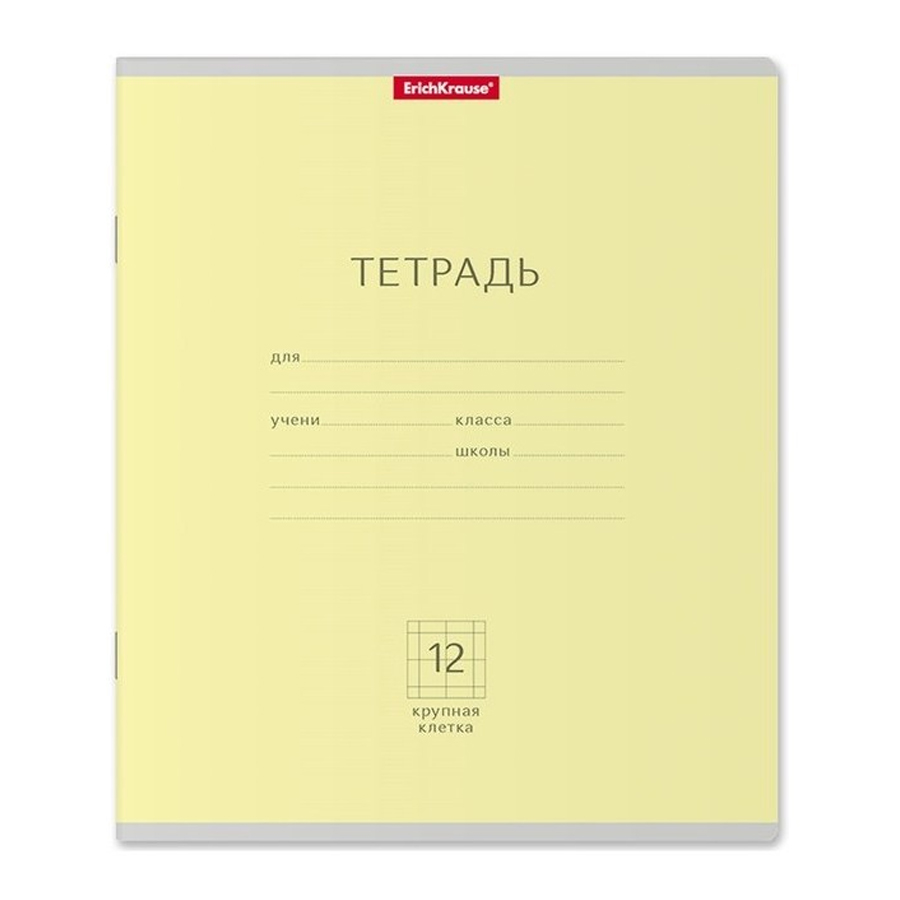 ErichKrause®
ТЕТРАДЬ
для
учени класса
школы
12
крупная
клетка